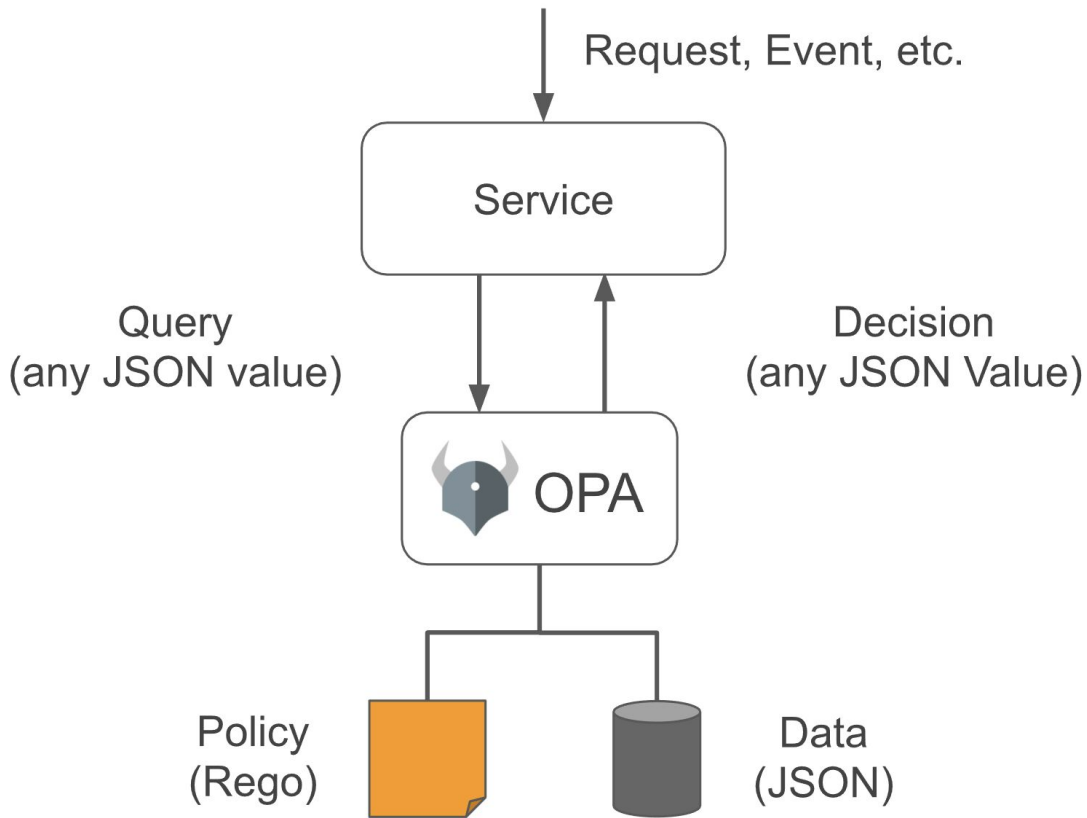 Request, Event, etc.
Service
Query
(any JSON value)
Decision
(any JSON Value)
OPA
Policy
(Rego)
Data
(JSON)